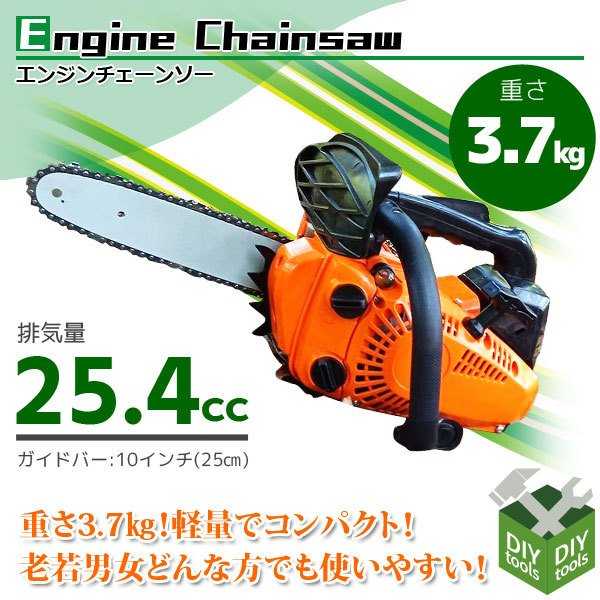 Engine Chainsaw
エンジンチェーンソー
重さ
3.7kg
排気量
25.4cc
ガイドバー:10インチ(25㎝)
重さ3.7㎏!軽量でコンパクト!
老若男女どんな方でも使いやすい!
DIY tools
DIY tools